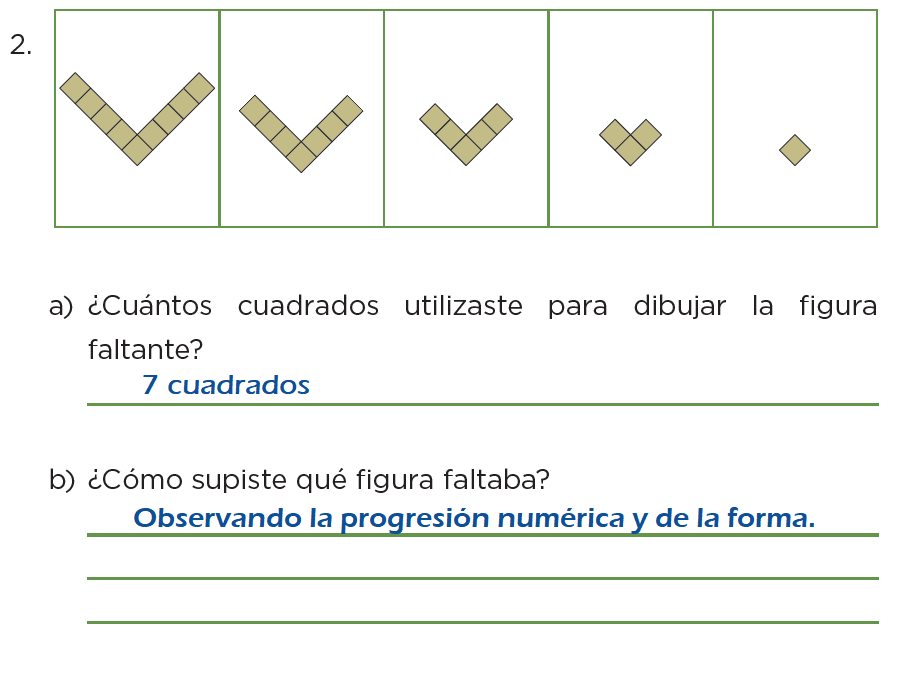 2.
a) ¿Cuántos cuadrados utilizaste para dibujar la figura
faltante?
7 cuadrados
b) ¿Cómo supiste qué figura faltaba?
Observando la progresión numérica y de la forma.